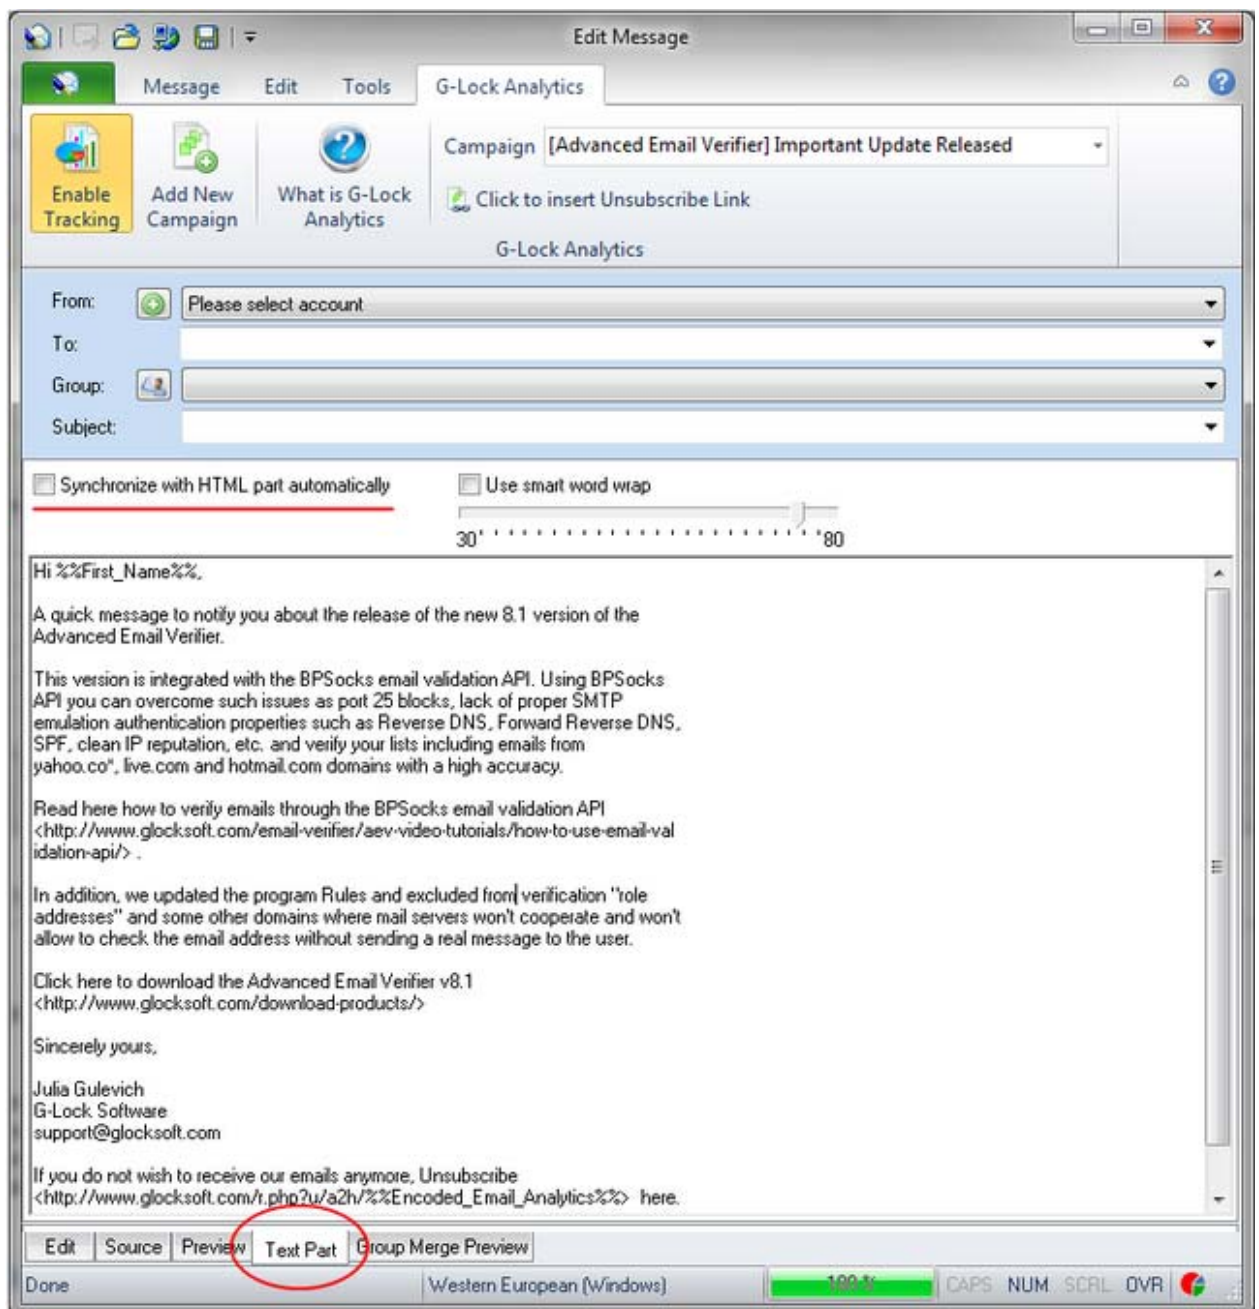 Edit Message
Message Edit Tools G-Lock Analytics
Enable
Tracking
Add New
Campaign
What is G-Lock
Analytics
Campaign [Advanced Email Verifier] Important Update Released
Click to insert Unsubscribe Link
G-Lock Analytics
From: Please select account
To:
Group:
Subject:
Synchronize with HTML part automatically Use smart word wrap
30 80
Hi %%First_Name%%,
A quick message to notify you about the release of the new 8.1 version of the
Advanced Email Verifier.
This version is integrated with the BPSocks email validation API. Using BPSocks
API you can overcome such issues as port 25 blocks, lack of proper SMTP
emulation authentication properties such as Reverse DNS, Forward Reverse DNS,
SPF, clean IP reputation, etc. and verify your lists including emails from
yahoo.co*, live.com and hotmail.com domains with a high accuracy.
Read here how to verify emails through the BPSocks email validation API
<http://www.glocksoft.com/email-verifier/aev-video-tutorials/how-to-use-email-val
idation-api/> .
In addition, we updated the program Rules and excluded from verification "role
addresses" and some other domains where mail servers won't cooperate and won't
allow to check the email address without sending a real message to the user.
Click here to download the Advanced Email Verifier v8.1
<http://www.glocksoft.com/download-products/>
Sincerely yours,
Julia Gulevich
G-Lock Software
support@glocksoft.com
If you do not wish to receive our emails anymore, Unsubscribe
<http://www.glocksoft.com/r.php?u/a2h/%%Encoded_Email_Analytics%%> here.
Edit Source Preview Text Part Group Merge Preview
Done Western European (Windows) 100 % CAPS NUM SCRL OVR